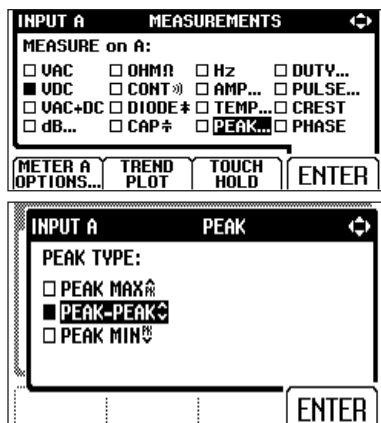 INPUT A MEASUREMENTS
MEASURE on A:
VAC OHMΩ Hz DUTY...
VDC CONT AMP... PULSE...
VAC+DC DIODE TEMP... CREST
dB... CAP PEAK... PHASE
METER A OPTIONS... TREND PLOT TOUCH HOLD ENTER
INPUT A PEAK
PEAK TYPE:
PEAK MAX
PEAK-PEAK
PEAK MIN
ENTER